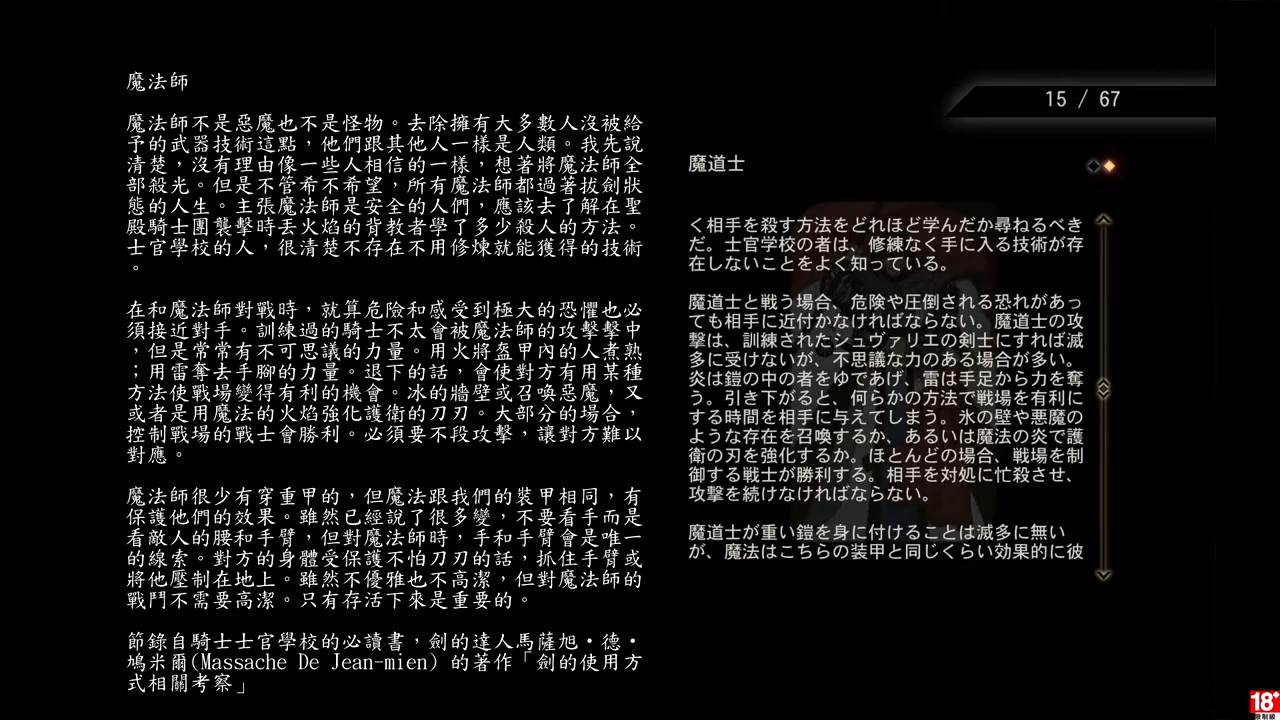 魔法師
魔法師不是惡魔也不是怪物。去除擁有大多數人沒被給
予的武器技術這點，他們跟其他人一樣是人類。我先說
清楚，沒有理由像一些人相信的一樣，想著將魔法師全
部殺光。但是不管希不希望，所有魔法師都過著拔劍狀
態的人生。主張魔法師是安全的人們，應該去了解在聖
殿騎士團襲擊時丟火焰的背教者學了多少殺人的方法。
士官學校的人，很清楚不存在不用修煉就能獲得的技術
。
在和魔法師對戰時，就算危險和感受到極大的恐懼也必
須接近對手。訓練過的騎士不太會被魔法師的攻擊擊中
，但是常常有不可思議的力量。用火將盔甲內的人煮熟
；用雷奪去手腳的力量。退下的話，會使對方有用某種
方法使戰場變得有利的機會。冰的牆壁或召喚惡魔，又
或者是用魔法的火焰強化護衛的刀刃。大部分的場合，
控制戰場的戰士會勝利。必須要不段攻擊，讓對方難以
對應。
魔法師很少有穿重甲的，但魔法跟我們的裝甲相同，有
保護他們的效果。雖然已經說了很多變，不要看手而是
看敵人的腰和手臂，但對魔法師時，手和手臂會是唯一
的線索。對方的身體受保護不怕刀刃的話，抓住手臂或
將他壓制在地上。雖然不優雅也不高潔，但對魔法師的
戰鬥不需要高潔。只有存活下來是重要的。
節錄自騎士士官學校的必讀書，劍的達人馬薩旭・德・
鳩米爾(Massache De Jean-mien) 的著作「劍的使用方
式相關考察」
15 / 67
魔道士
く相手を殺す方法をどれほど学んだか尋ねるべき
だ。士官学校の者は、修練なく手に入る技術が存
在しないことをよく知っている。
魔道士と戦う場合、危険や圧倒される恐れがあっ
ても相手に近付かなければならない。魔道士の攻
撃は、訓練されたシュヴァリエの剣士にすれば滅
多に受けないが、不思議な力のある場合が多い。
炎は鎧の中の者をゆであげ、雷は手足から力を奪
う。引き下がると、何らかの方法で戦場を有利に
する時間を相手に与えてしまう。氷の壁や悪魔の
ような存在を召喚するか、あるいは魔法の炎で護
衛の刃を強化するか。ほとんどの場合、戦場を制
御する戦士が勝利する。相手を対処に忙殺させ、
攻撃を続けなければならない。
魔道士が重い鎧を身に付けることは滅多に無い
が、魔法はこちらの装甲と同じくらい効果的に彼
18+
限制級